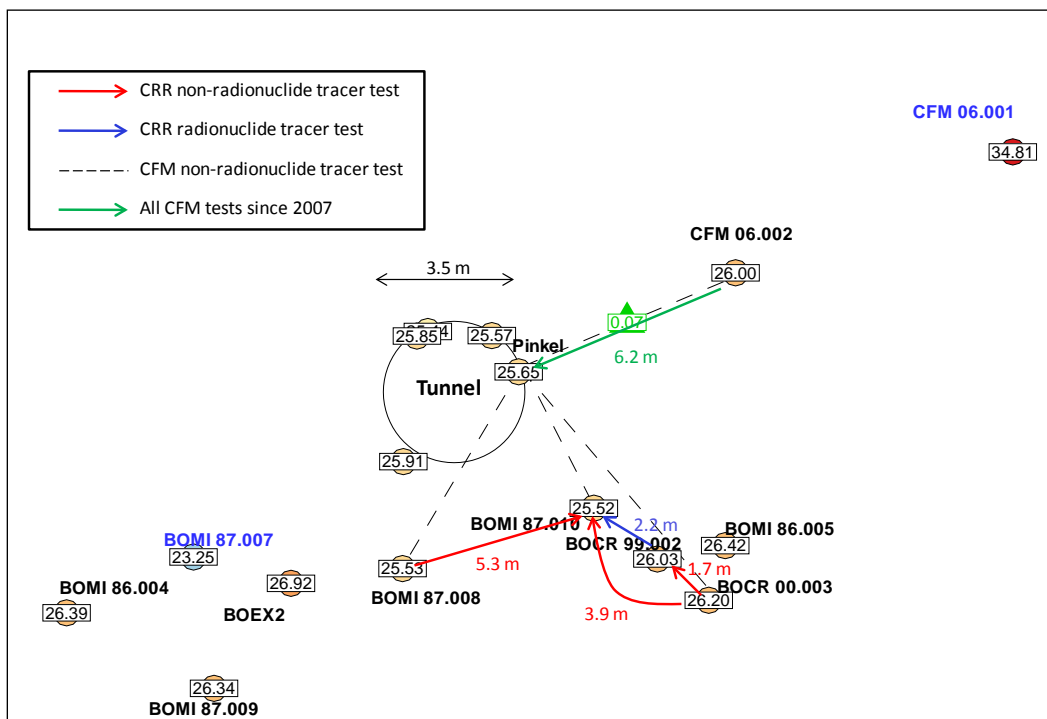 CRR non-radionuclide tracer test
CRR radionuclide tracer test
CFM non-radionuclide tracer test
All CFM tests since 2007
CFM 06.001
34.81
CFM 06.002
26.00
3.5 m
0.07
25.85
25.57
Pinkel
6.2 m
25.65
Tunnel
25.91
25.52
BOMI 87.010
2.2 m
BOMI 86.005
BOMI 87.007
BOCR 99.002
26.42
23.25
26.03
25.53
5.3 m
1.7 m
BOMI 86.004
26.92
BOCR 00.003
BOMI 87.008
26.20
26.39
BOEX2
3.9 m
26.34
BOMI 87.009